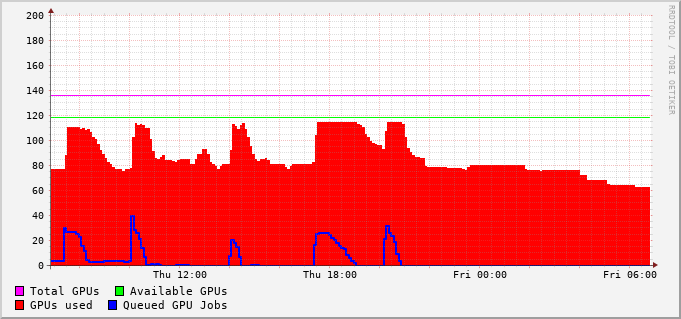 200
180
160
140
120
100
80
60
40
20
0
Thu 12:00 Thu 18:00 Fri 00:00 Fri 06:00
Total GPUs Available GPUs
GPUs used Queued GPU Jobs
RRDTOOL / TOBI OETIKER